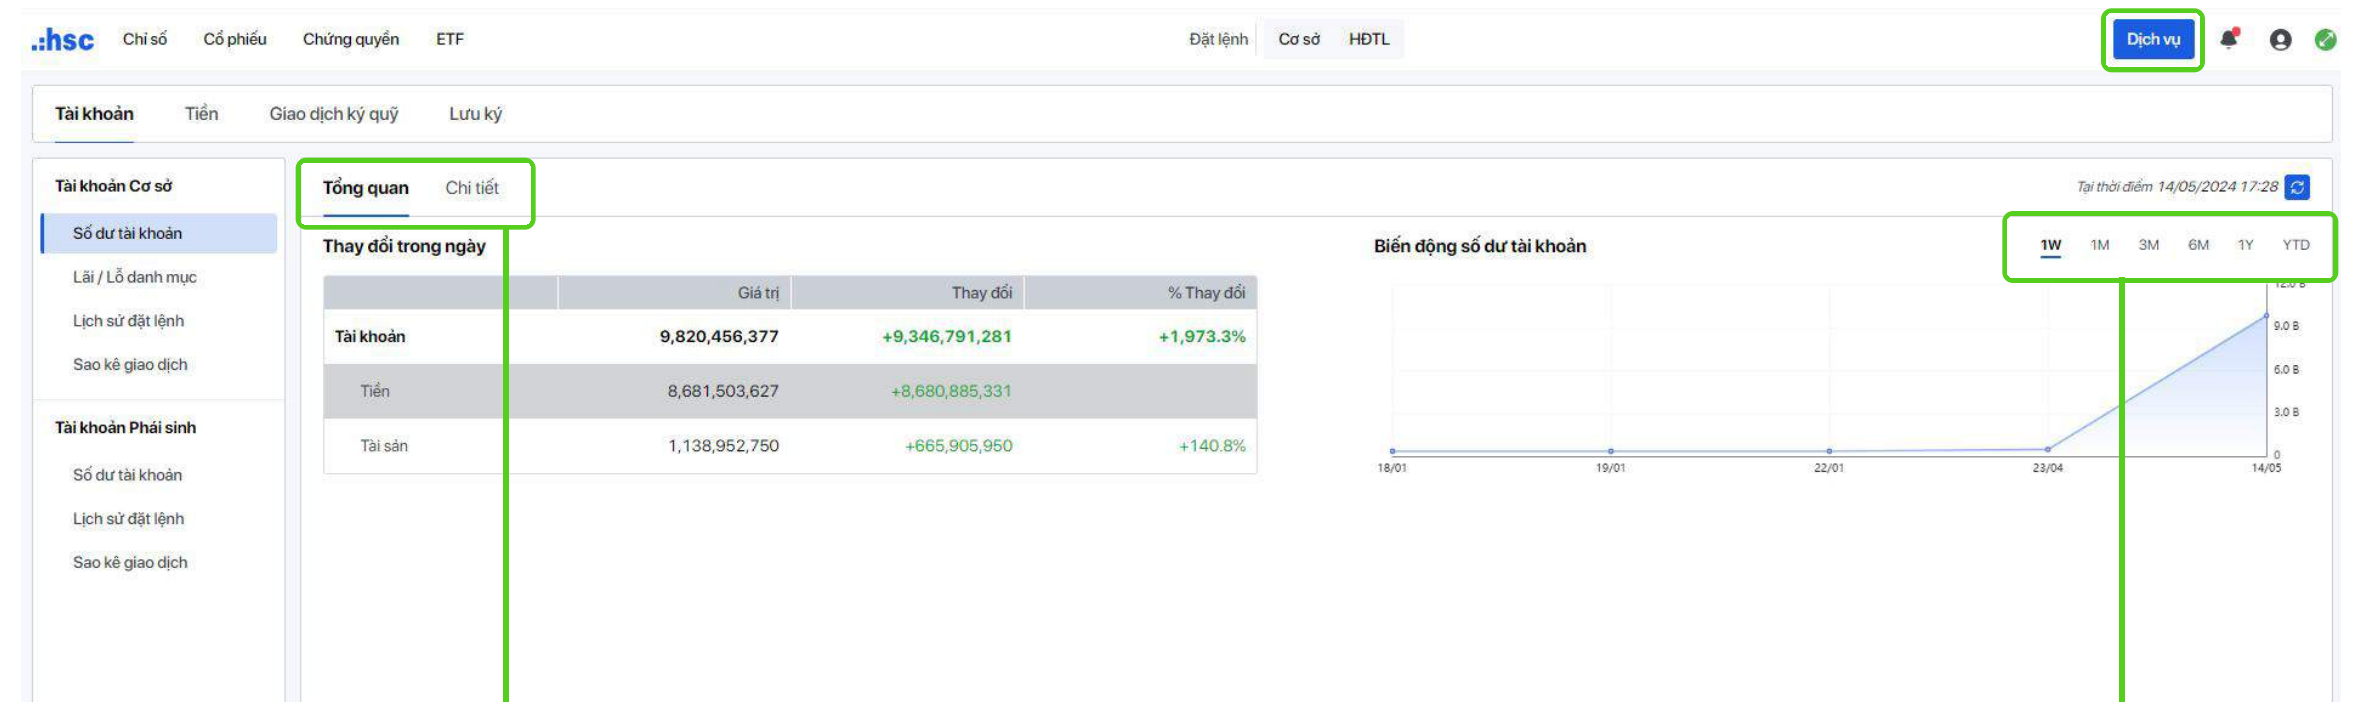 .:hsc Chỉ số Cổ phiếu Chứng quyền ETF Đặt lệnh Cơ sở HĐTL Dịch vụ
Tài khoản Tiền Giao dịch ký quỹ Lưu ký
Tài khoản Cơ sở
Số dư tài khoản
Lãi / Lỗ danh mục
Lịch sử đặt lệnh
Sao kê giao dịch
Tài khoản Phái sinh
Số dư tài khoản
Lịch sử đặt lệnh
Sao kê giao dịch
Tổng quan Chi tiết Tại thời điểm 14/05/2024 17:28
Thay đổi trong ngày
Giá trị Thay đổi % Thay đổi
Tài khoản 9,820,456,377 +9,346,791,281 +1,973.3%
Tiền 8,681,503,627 +8,680,885,331
Tài sản 1,138,952,750 +665,905,950 +140.8%
Biến động số dư tài khoản 1W 1M 3M 6M 1Y YTD
12.0 B
9.0 B
6.0 B
3.0 B
0
18/01 19/01 22/01 23/04 14/05